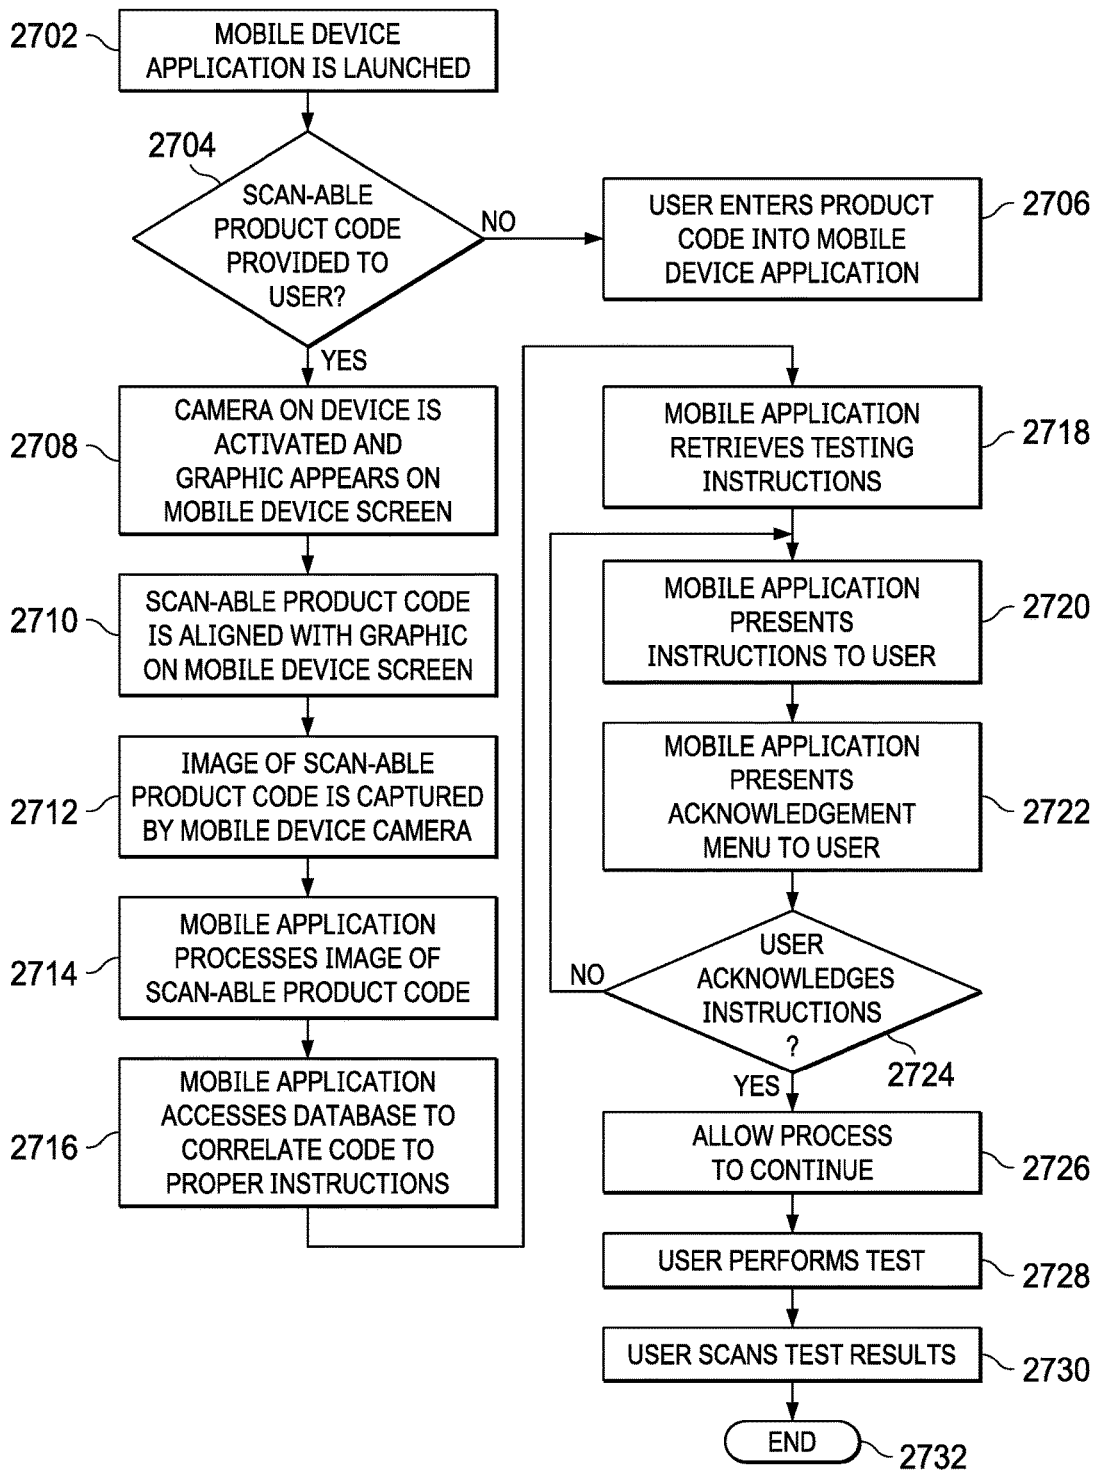 2702
MOBILE DEVICE
APPLICATION IS LAUNCHED
2704
SCAN-ABLE
PRODUCT CODE
PROVIDED TO
USER?
NO
USER ENTERS PRODUCT
CODE INTO MOBILE
DEVICE APPLICATION
2706
YES
2708
CAMERA ON DEVICE IS
ACTIVATED AND
GRAPHIC APPEARS ON
MOBILE DEVICE SCREEN
2710
SCAN-ABLE PRODUCT CODE
IS ALIGNED WITH GRAPHIC
ON MOBILE DEVICE SCREEN
2712
IMAGE OF SCAN-ABLE
PRODUCT CODE IS CAPTURED
BY MOBILE DEVICE CAMERA
2714
MOBILE APPLICATION
PROCESSES IMAGE OF
SCAN-ABLE PRODUCT CODE
2716
MOBILE APPLICATION
ACCESSES DATABASE TO
CORRELATE CODE TO
PROPER INSTRUCTIONS
MOBILE APPLICATION
RETRIEVES TESTING
INSTRUCTIONS
2718
MOBILE APPLICATION
PRESENTS
INSTRUCTIONS TO USER
2720
MOBILE APPLICATION
PRESENTS
ACKNOWLEDGEMENT
MENU TO USER
2722
NO
USER
ACKNOWLEDGES
INSTRUCTIONS
?
2724
YES
ALLOW PROCESS
TO CONTINUE
2726
USER PERFORMS TEST
2728
USER SCANS TEST RESULTS
2730
END
2732